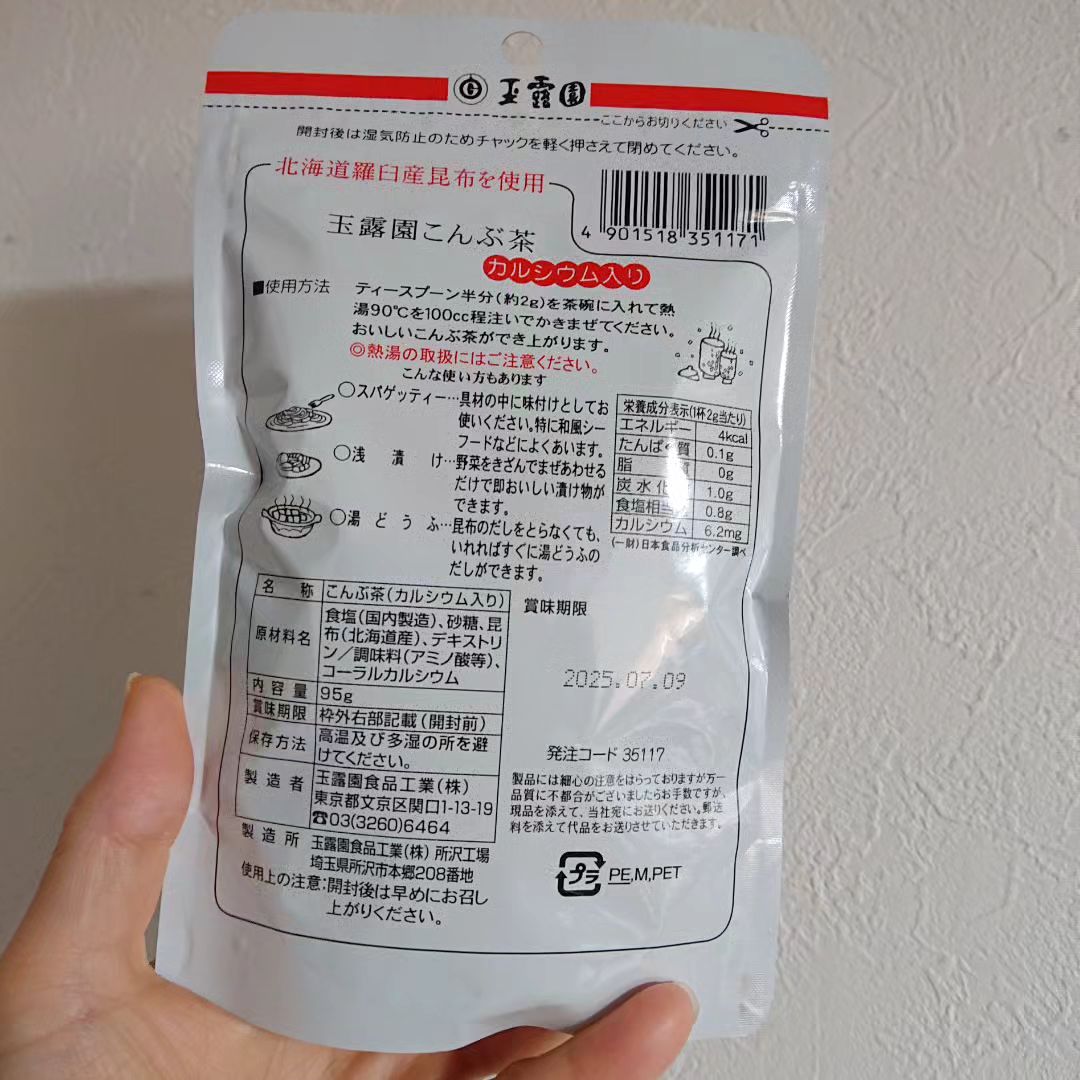 玉露園
ここからお切りください
開封後は湿気防止のためチャックを軽く押さえて閉めてください。
北海道羅臼産昆布を使用
4 901518 351171
玉露園こんぶ茶
カルシウム入り
■使用方法
ティースプーン半分(約2g)を茶碗に入れて熱
湯90℃を100cc程注いでかきまぜてください。
おいしいこんぶ茶ができ上がります。
◎熱湯の取扱にはご注意ください。
こんな使い方もあります
○スパゲッティー…具材の中に味付けとしてお
使いください。特に和風シー
フードなどによくあいます。
○浅漬け…野菜をきざんでまぜあわせる
だけで即おいしい漬け物が
できます。
○湯どうふ…昆布のだしをとらなくても、
いれればすぐに湯どうふの
だしができます。
栄養成分表示(1杯2g当たり)
エネルギー 4kcal
たんぱく質 0.1g
脂質 0g
炭水化 1.0g
食塩相当 0.8g
カルシウム 6.2mg
(一財)日本食品分析センター調べ
名称 こんぶ茶(カルシウム入り)
原材料名 食塩(国内製造)、砂糖、昆
布(北海道産)、デキストリ
ン/調味料(アミノ酸等)、
コーラルカルシウム
内容量 95g
賞味期限 枠外右部記載(開封前)
保存方法 高温及び多湿の所を避
けてください。
製造者 玉露園食品工業(株)
東京都文京区関口1-13-19
☎03(3260)6464
製造所 玉露園食品工業(株) 所沢工場
埼玉県所沢市本郷208番地
使用上の注意:開封後は早めにお召し
上がりください。
賞味期限
2025.07.09
発注コード 35117
製品には細心の注意をはらっておりますが万一
品質に不都合がございましたらお手数ですが、
現品を添えて、当社宛にお送りください。郵送
料を添えて代品をお送りさせていただきます。
プラ PE,M,PET